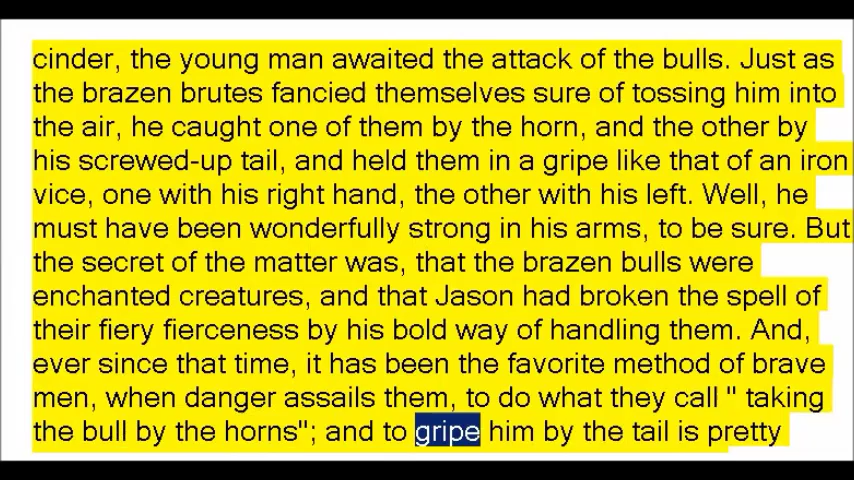 cinder, the young man awaited the attack of the bulls. Just as
the brazen brutes fancied themselves sure of tossing him into
the air, he caught one of them by the horn, and the other by
his screwed-up tail, and held them in a gripe like that of an iron
vice, one with his right hand, the other with his left. Well, he
must have been wonderfully strong in his arms, to be sure. But
the secret of the matter was, that the brazen bulls were
enchanted creatures, and that Jason had broken the spell of
their fiery fierceness by his bold way of handling them. And,
ever since that time, it has been the favorite method of brave
men, when danger assails them, to do what they call " taking
the bull by the horns"; and to gripe him by the tail is pretty